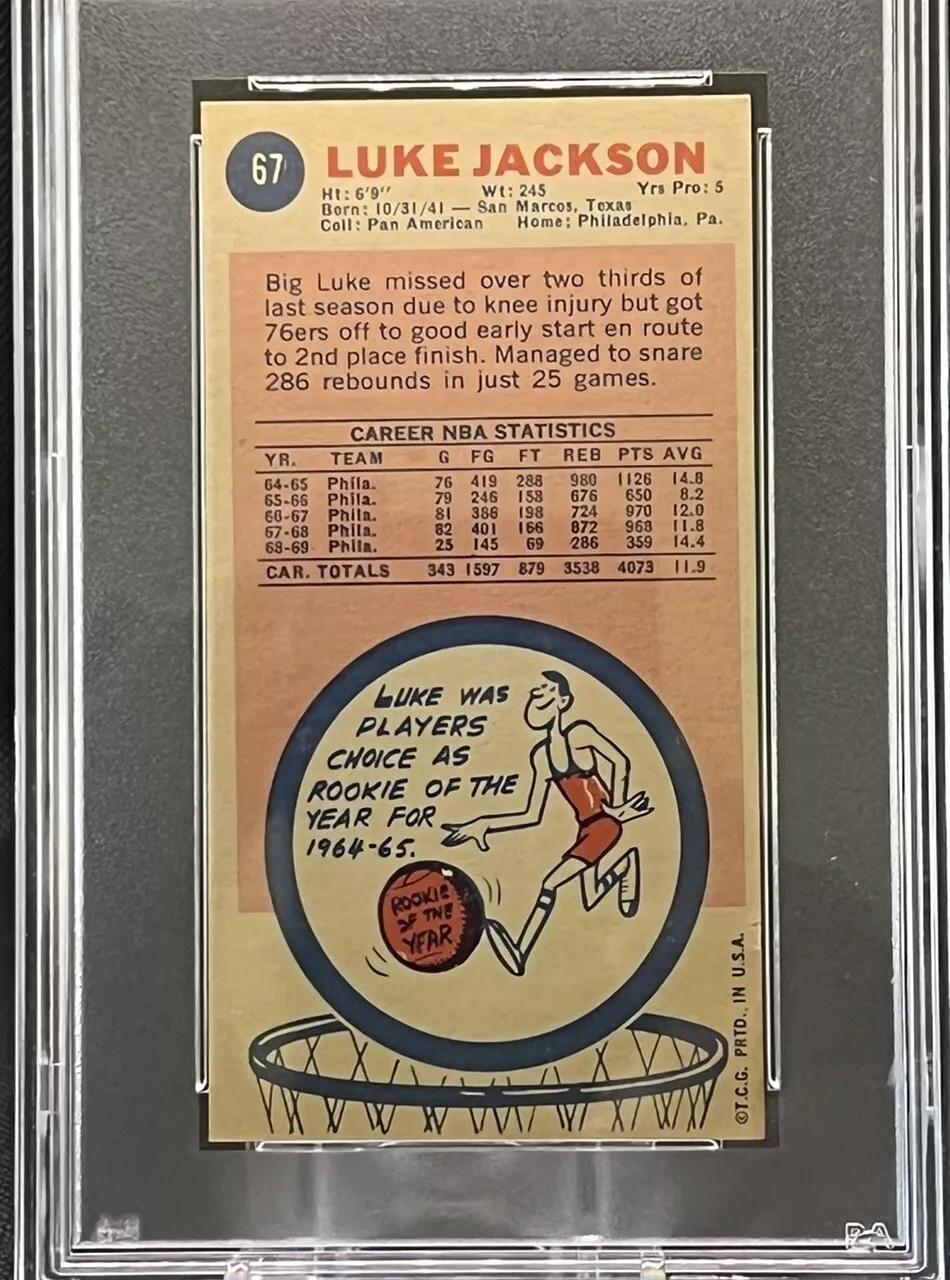 67
LUKE JACKSON
Ht: 6'9" Wt: 245 Yrs Pro: 5
Born: 10/31/41 — San Marcos, Texas
Coll: Pan American Home: Philadelphia, Pa.
Big Luke missed over two thirds of
last season due to knee injury but got
76ers off to good early start en route
to 2nd place finish. Managed to snare
286 rebounds in just 25 games.
CAREER NBA STATISTICS
YR. TEAM G FG FT REB PTS AVG
64-65 Phila. 76 419 288 980 1126 14.8
65-66 Phila. 79 246 158 676 650 8.2
66-67 Phila. 81 386 198 724 970 12.0
67-68 Phila. 82 401 166 872 968 11.8
68-69 Phila. 25 145 69 286 359 14.4
CAR. TOTALS 343 1597 879 3538 4073 11.9
LUKE WAS
PLAYERS
CHOICE AS
ROOKIE OF THE
YEAR FOR
1964-65.
ROOKIE
OF THE
YEAR
©T.C.G. PRTD. IN U.S.A.